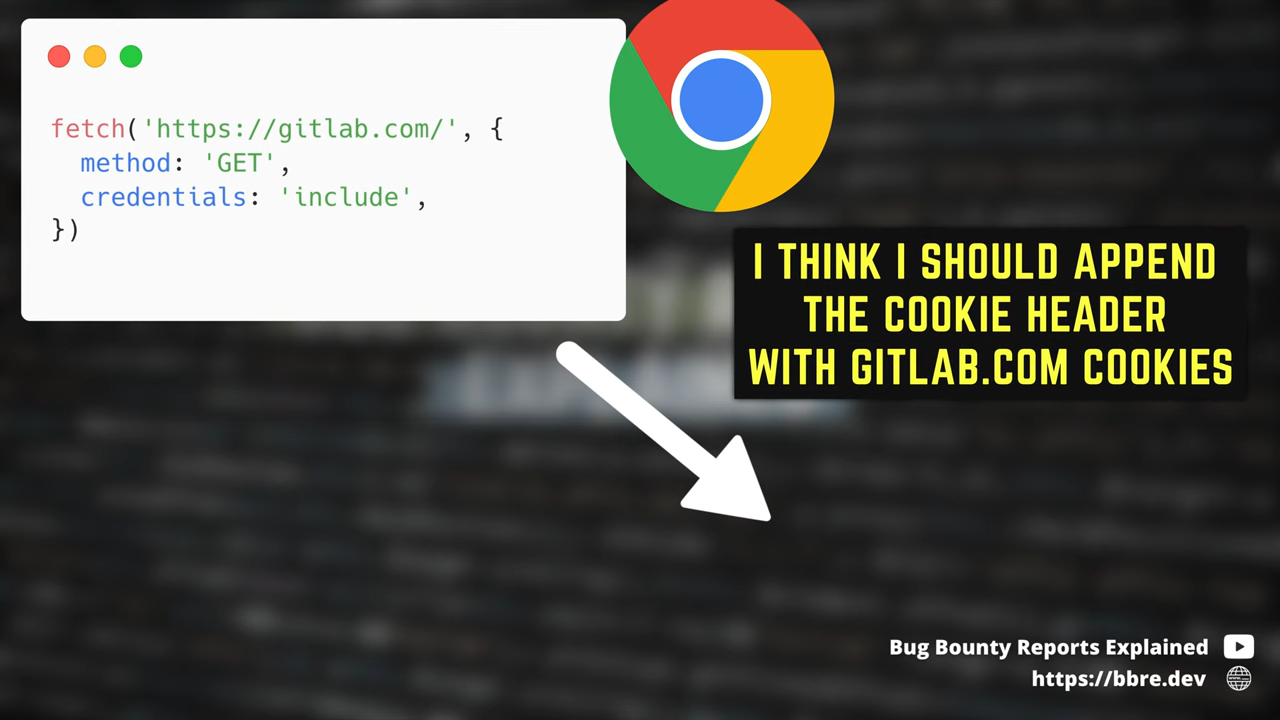 fetch('https://gitlab.com/', {
  method: 'GET',
  credentials: 'include',
})
I THINK I SHOULD APPEND
THE COOKIE HEADER
WITH GITLAB.COM COOKIES
Bug Bounty Reports Explained
https://bbre.dev